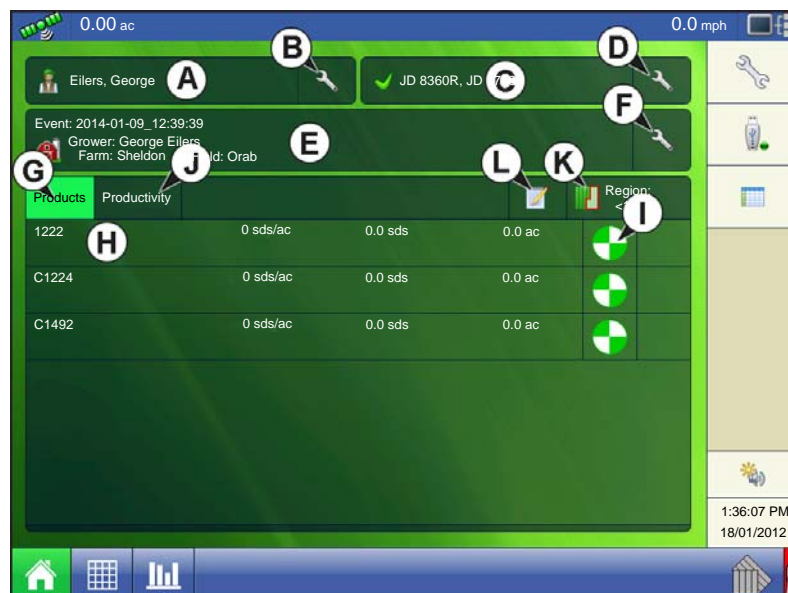 0.00 ac
0.0 mph
B
D
Eilers, George
A
JD 8360R, JD
C
F
Event: 2014-01-09_12:39:39
Grower: George Eilers
Farm: Sheldon
Orab
E
G
J
L
K
Products
Productivity
Region:
I
1222
H
0 sds/ac
0.0 sds
0.0 ac
C1224
0 sds/ac
0.0 sds
0.0 ac
C1492
0 sds/ac
0.0 sds
0.0 ac
1:36:07 PM
18/01/2012